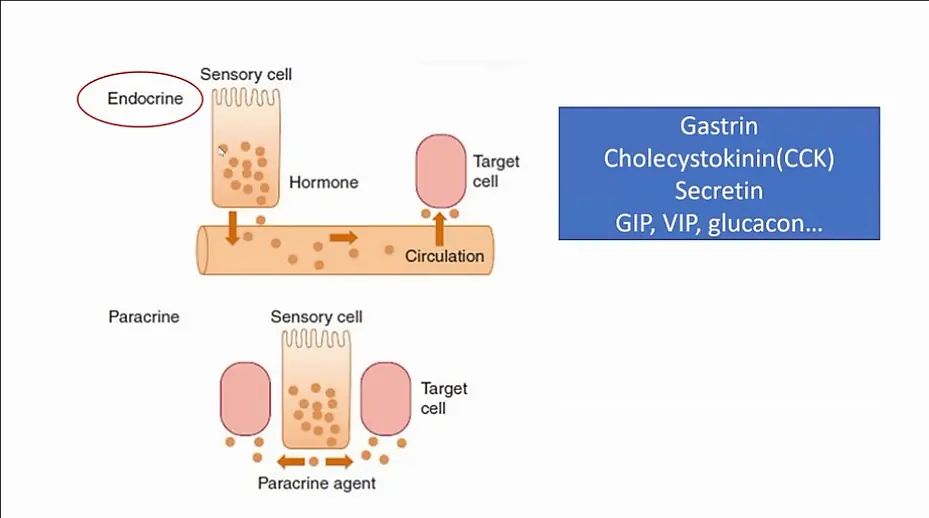 Sensory cell
Endocrine
Hormone
Target
cell
Circulation
Gastrin
Cholecystokinin(CCK)
Secretin
GIP, VIP, glucacon...
Paracrine
Sensory cell
Target
cell
Paracrine agent